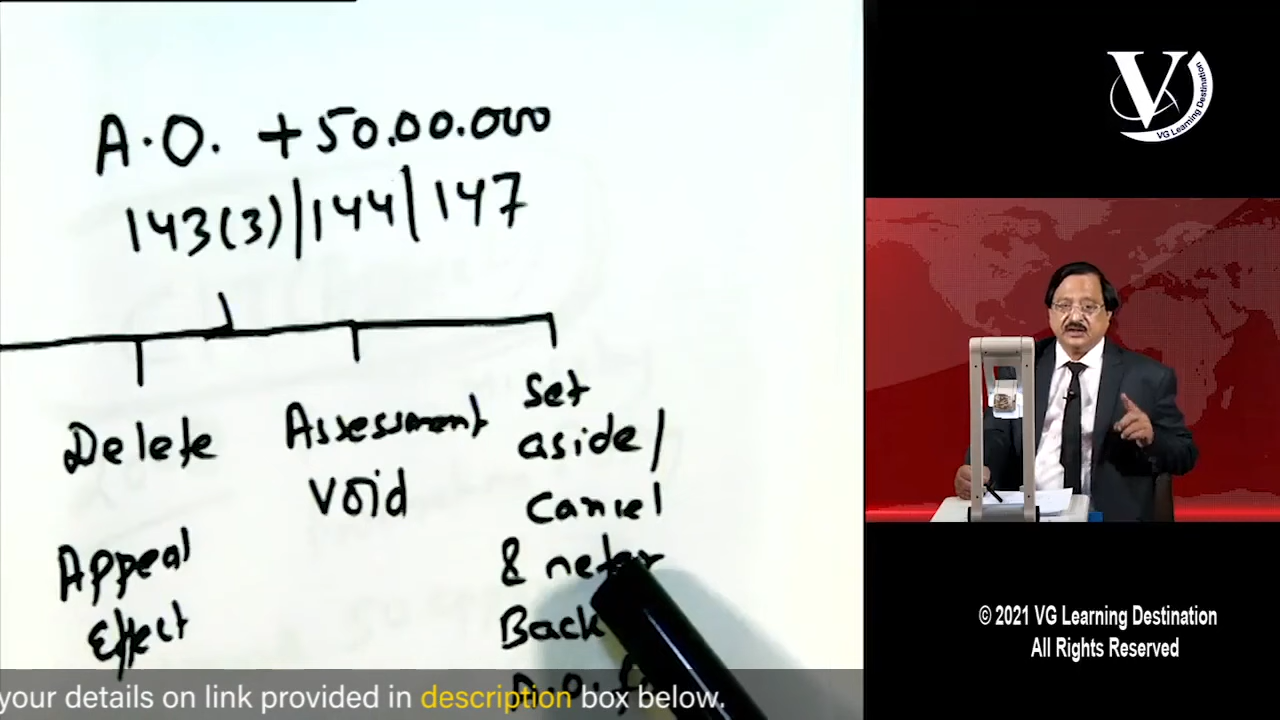 A.O. +50.00.000
143(3)|144|147
Delete
Appeal
Effect
Assessment
Void
Set
aside/
Cancel
& refer
Back
A.O.
V
VG Learning Destination
© 2021 VG Learning Destination
All Rights Reserved
your details on link provided in description box below.